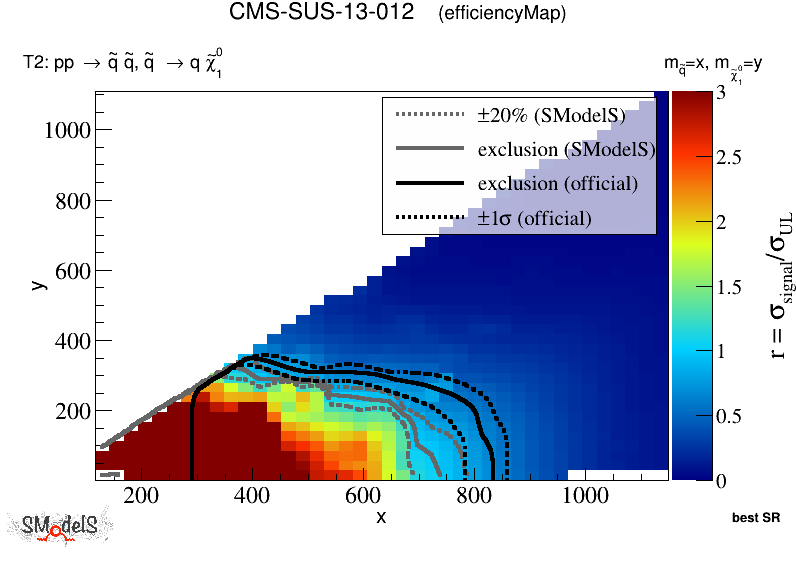 CMS-SUS-13-012 (efficiencyMap)
T2: pp → q̃ q̃, q̃ → q χ̃₁⁰
m_q̃=x, m_χ̃₁⁰=y
±20% (SModelS)
exclusion (SModelS)
exclusion (official)
±1σ (official)
1000
800
600
400
200
y
200 400 600 800 1000
x
3
2.5
2
1.5
1
0.5
0
r = σ_signal/σ_UL
SModelS
best SR